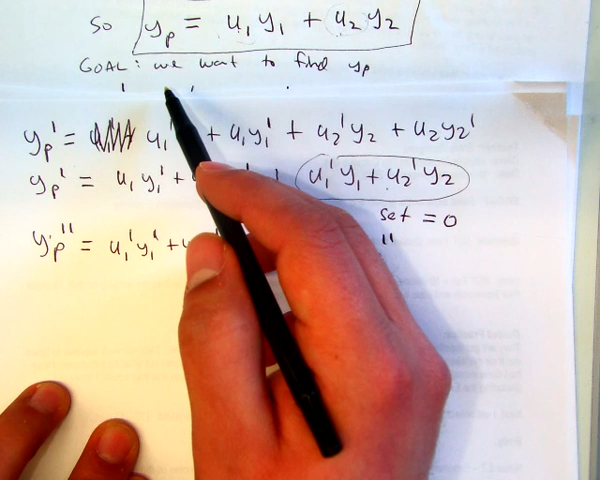 so yp = u₁y₁ + u₂y₂
GOAL: we want to find yp
yp' = u₁' + u₁y₁' + u₂'y₂ + u₂y₂'
yp' = u₁y₁' + u₁'y₁ + u₂'y₂
set = 0
yp'' = u₁'y₁' + "